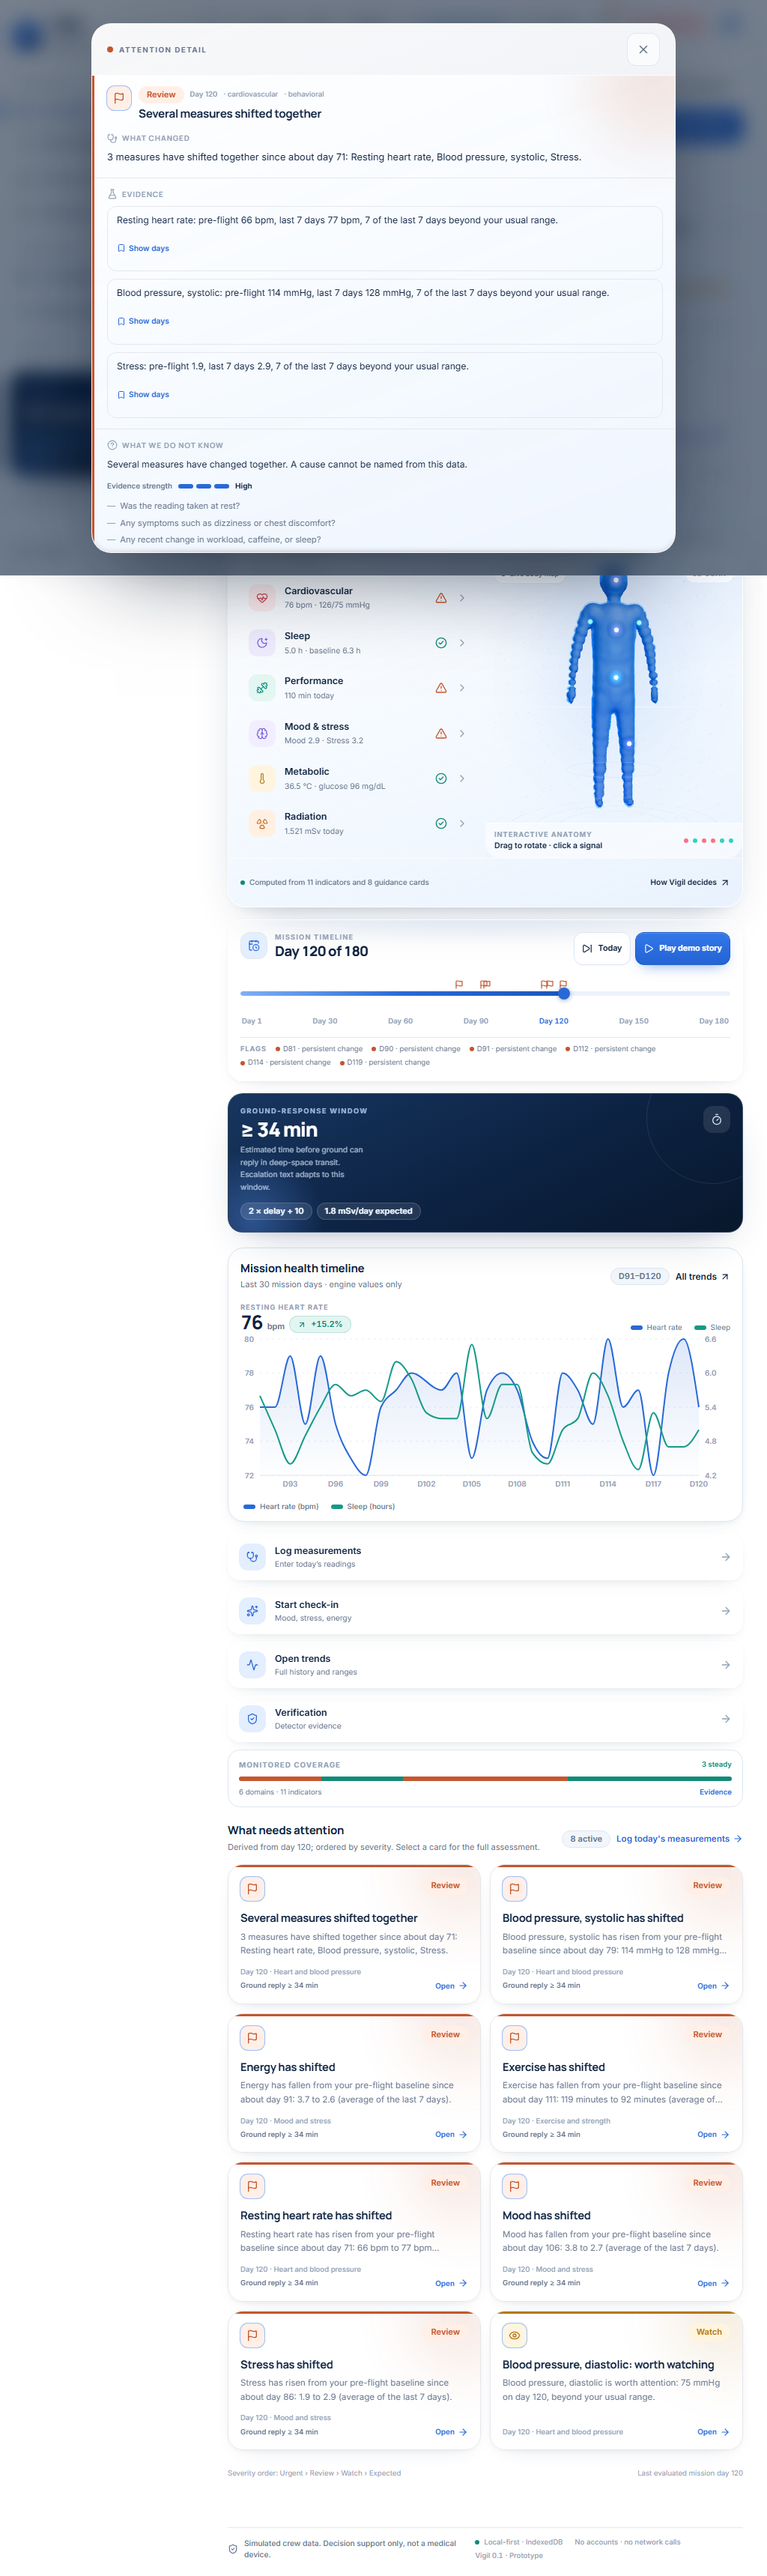 ATTENTION DETAIL
Review Day 120 · cardiovascular · behavioral
Several measures shifted together
WHAT CHANGED
3 measures have shifted together since about day 71: Resting heart rate, Blood pressure, systolic, Stress.
EVIDENCE
Resting heart rate: pre-flight 66 bpm, last 7 days 77 bpm, 7 of the last 7 days beyond your usual range.
Show days
Blood pressure, systolic: pre-flight 114 mmHg, last 7 days 128 mmHg, 7 of the last 7 days beyond your usual range.
Show days
Stress: pre-flight 1.9, last 7 days 2.9, 7 of the last 7 days beyond your usual range.
Show days
WHAT WE DO NOT KNOW
Several measures have changed together. A cause cannot be named from this data.
Evidence strength High
— Was the reading taken at rest?
— Any symptoms such as dizziness or chest discomfort?
— Any recent change in workload, caffeine, or sleep?
Cardiovascular
76 bpm · 126/75 mmHg
Sleep
5.0 h · baseline 6.3 h
Performance
110 min today
Mood & stress
Mood 2.9 · Stress 3.2
Metabolic
36.5 °C · glucose 96 mg/dL
Radiation
1.521 mSv today
INTERACTIVE ANATOMY
Drag to rotate · click a signal
Computed from 11 indicators and 8 guidance cards
How Vigil decides
MISSION TIMELINE
Day 120 of 180
Today
Play demo story
Day 1 Day 30 Day 60 Day 90 Day 120 Day 150 Day 180
FLAGS D81 · persistent change D90 · persistent change D91 · persistent change D112 · persistent change
D114 · persistent change D119 · persistent change
GROUND-RESPONSE WINDOW
≥ 34 min
Estimated time before ground can
reply in deep-space transit.
Escalation text adapts to this
window.
2 × delay + 10 1.8 mSv/day expected
Mission health timeline
Last 30 mission days · engine values only
D91–D120 All trends
RESTING HEART RATE
76 bpm +15.2%
Heart rate Sleep
80 6.6
78 6.0
76 5.4
74 4.8
72 4.2
D93 D96 D99 D102 D105 D108 D111 D114 D117 D120
Heart rate (bpm) Sleep (hours)
Log measurements
Enter today's readings
Start check-in
Mood, stress, energy
Open trends
Full history and ranges
Verification
Detector evidence
MONITORED COVERAGE 3 steady
6 domains · 11 indicators Evidence
What needs attention
Derived from day 120; ordered by severity. Select a card for the full assessment.
8 active Log today's measurements
Review
Several measures shifted together
3 measures have shifted together since about day 71:
Resting heart rate, Blood pressure, systolic, Stress.
Day 120 · Heart and blood pressure
Ground reply ≥ 34 min Open
Review
Blood pressure, systolic has shifted
Blood pressure, systolic has risen from your pre-flight
baseline since about day 79: 114 mmHg to 128 mmHg...
Day 120 · Heart and blood pressure
Ground reply ≥ 34 min Open
Review
Energy has shifted
Energy has fallen from your pre-flight baseline since
about day 91: 3.7 to 2.6 (average of the last 7 days).
Day 120 · Mood and stress
Ground reply ≥ 34 min Open
Review
Exercise has shifted
Exercise has fallen from your pre-flight baseline since
about day 111: 119 minutes to 92 minutes (average of...
Day 120 · Exercise and strength
Ground reply ≥ 34 min Open
Review
Resting heart rate has shifted
Resting heart rate has risen from your pre-flight
baseline since about day 71: 66 bpm to 77 bpm...
Day 120 · Heart and blood pressure
Ground reply ≥ 34 min Open
Review
Mood has shifted
Mood has fallen from your pre-flight baseline since
about day 106: 3.8 to 2.7 (average of the last 7 days).
Day 120 · Mood and stress
Ground reply ≥ 34 min Open
Review
Stress has shifted
Stress has risen from your pre-flight baseline since
about day 86: 1.9 to 2.9 (average of the last 7 days).
Day 120 · Mood and stress
Ground reply ≥ 34 min Open
Watch
Blood pressure, diastolic: worth watching
Blood pressure, diastolic is worth attention: 75 mmHg
on day 120, beyond your usual range.
Day 120 · Heart and blood pressure Open
Severity order: Urgent › Review › Watch › Expected
Last evaluated mission day 120
Simulated crew data. Decision support only, not a medical
device.
Local-first · IndexedDB No accounts · no network calls
Vigil 0.1 · Prototype